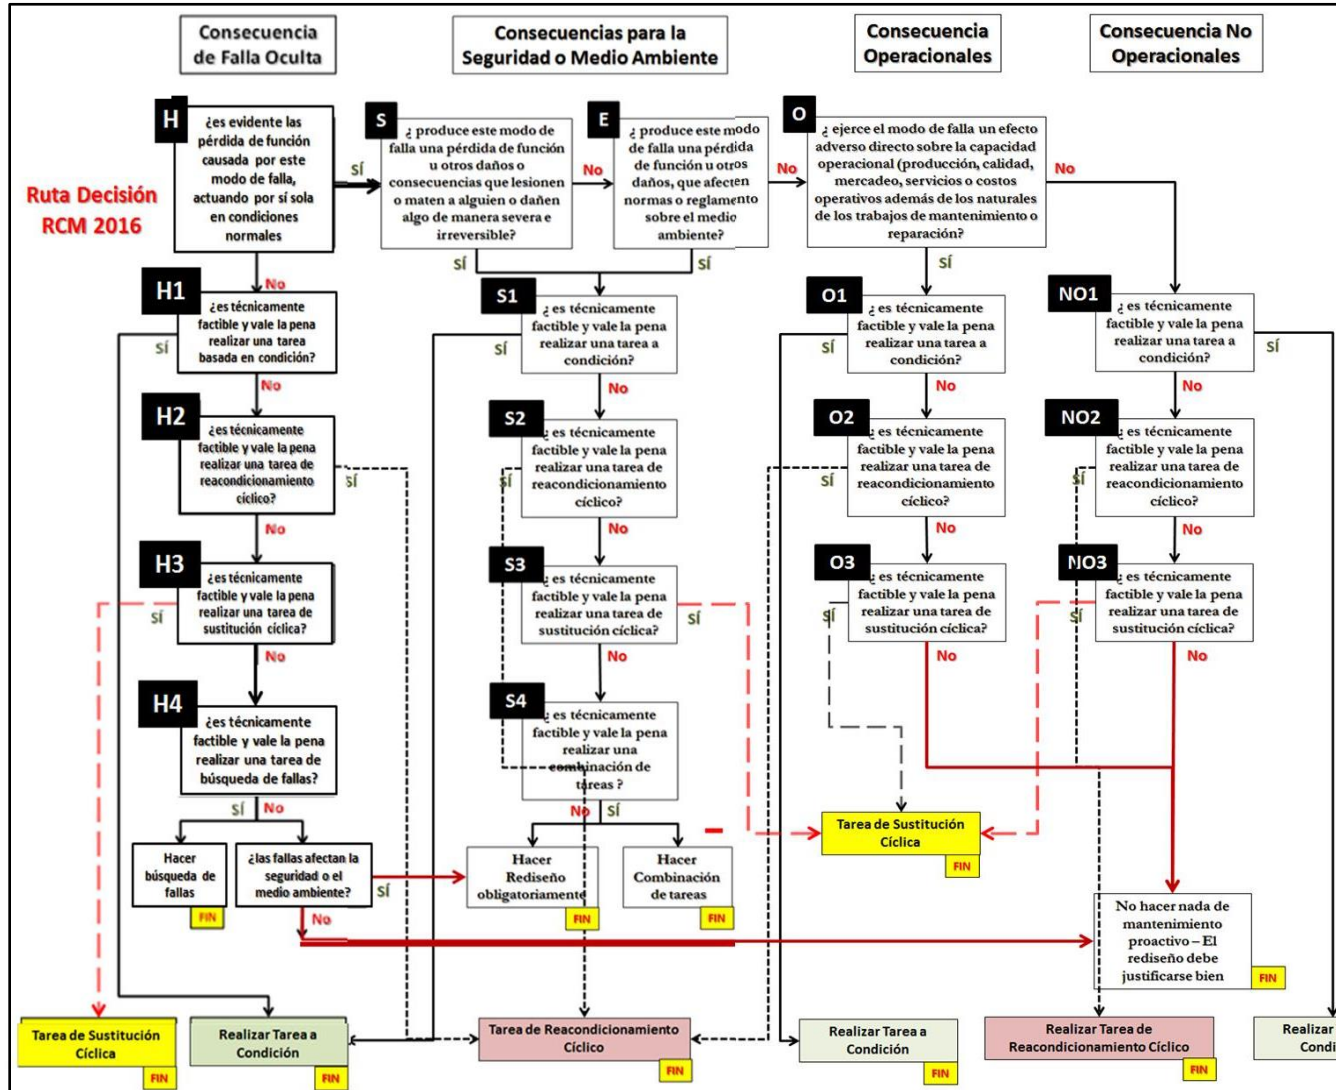 Consecuencia
de Falla Oculta
Consecuencias para la
Seguridad o Medio Ambiente
Consecuencia
Operacionales
Consecuencia No
Operacionales
Ruta Decisión
RCM 2016
H
¿es evidente las
pérdida de función
causada por este
modo de falla,
actuando por sí sola
en condiciones
normales
SÍ
No
S
¿ produce este modo de
falla una pérdida de función
u otros daños o
consecuencias que lesionen
o maten a alguien o dañen
algo de manera severa e
irreversible?
No
SÍ
E
¿ produce este modo
de falla una pérdida
de función u otros
daños, que afecten
normas o reglamento
sobre el medio
ambiente?
No
SÍ
O
¿ ejerce el modo de falla un efecto
adverso directo sobre la capacidad
operacional (producción, calidad,
mercadeo, servicios o costos
operativos además de los naturales
de los trabajos de mantenimiento o
reparación?
No
SÍ
H1
¿es técnicamente
factible y vale la pena
realizar una tarea
basada en condición?
SÍ
No
S1
¿ es técnicamente
factible y vale la pena
realizar una tarea a
condición?
SÍ
No
O1
¿ es técnicamente
factible y vale la pena
realizar una tarea a
condición?
SÍ
No
NO1
¿ es técnicamente
factible y vale la pena
realizar una tarea a
condición?
SÍ
No
H2
¿es técnicamente
factible y vale la pena
realizar una tarea de
reacondicionamiento
cíclico?
SÍ
No
S2
¿ es técnicamente
factible y vale la pena
realizar una tarea de
reacondicionamiento
cíclico?
SÍ
No
O2
¿ es técnicamente
factible y vale la pena
realizar una tarea de
reacondicionamiento
cíclico?
SÍ
No
NO2
¿ es técnicamente
factible y vale la pena
realizar una tarea de
reacondicionamiento
cíclico?
SÍ
No
H3
¿es técnicamente
factible y vale la pena
realizar una tarea de
sustitución cíclica?
SÍ
No
S3
¿ es técnicamente
factible y vale la pena
realizar una tarea de
sustitución cíclica?
SÍ
No
O3
¿ es técnicamente
factible y vale la pena
realizar una tarea de
sustitución cíclica?
SÍ
No
NO3
¿ es técnicamente
factible y vale la pena
realizar una tarea de
sustitución cíclica?
SÍ
No
H4
¿es técnicamente
factible y vale la pena
realizar una tarea de
búsqueda de fallas?
SÍ
No
S4
¿ es técnicamente
factible y vale la pena
realizar una
combinación de
tareas ?
No
SÍ
Tarea de Sustitución
Cíclica
FIN
Hacer
búsqueda de
fallas
FIN
¿las fallas afectan la
seguridad o el
medio ambiente?
SÍ
No
Hacer
Rediseño
obligatoriamente
FIN
Hacer
Combinación
de tareas
FIN
No hacer nada de
mantenimiento
proactivo – El
rediseño debe
justificarse bien
FIN
Tarea de Sustitución
Cíclica
FIN
Realizar Tarea a
Condición
FIN
Tarea de Reacondicionamiento
Cíclico
FIN
Realizar Tarea a
Condición
FIN
Realizar Tarea de
Reacondicionamiento Cíclico
FIN
Realizar